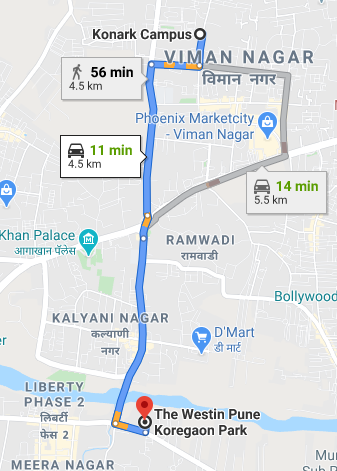 Konark Campus
VIMAN NAGAR
विमान नगर
56 min
4.5 km
Phoenix Marketcity -
Viman Nagar
11 min
4.5 km
14 min
5.5 km
Khan Palace
आगाखान पॅलेस
RAMWADI
रामवाडी
Bollywood
KALYANI NAGAR
कल्याणी
नगर
D'Mart
डी मार्ट
LIBERTY
PHASE 2
लिबर्टी
फेस 2
The Westin Pune
Koregaon Park
MEERA NAGAR